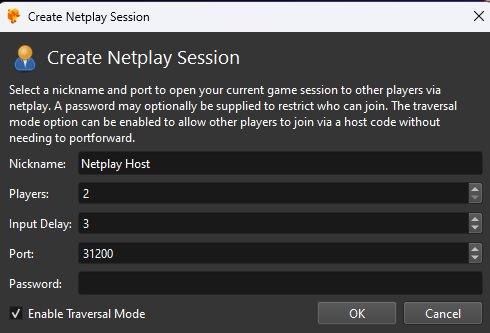 Create Netplay Session
Create Netplay Session
Select a nickname and port to open your current game session to other players via
netplay. A password may optionally be supplied to restrict who can join. The traversal
mode option can be enabled to allow other players to join via a host code without
needing to portforward.
Nickname: Netplay Host
Players: 2
Input Delay: 3
Port: 31200
Password:
Enable Traversal Mode OK Cancel